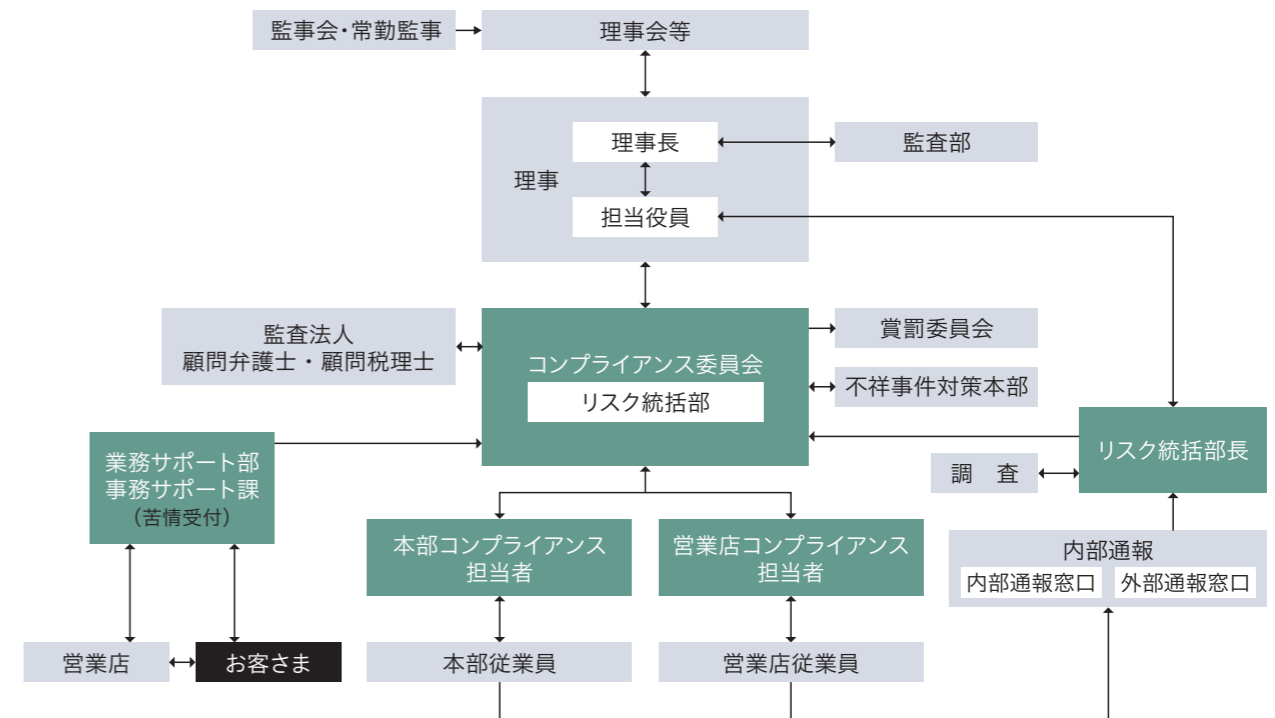 監事会・常勤監事
理事会等
理事長
監査部
理事
担当役員
監査法人
顧問弁護士・顧問税理士
コンプライアンス委員会
リスク統括部
賞罰委員会
不祥事件対策本部
リスク統括部長
調　査
業務サポート部
事務サポート課
（苦情受付）
本部コンプライアンス
担当者
営業店コンプライアンス
担当者
内部通報
内部通報窓口
外部通報窓口
営業店
お客さま
本部従業員
営業店従業員